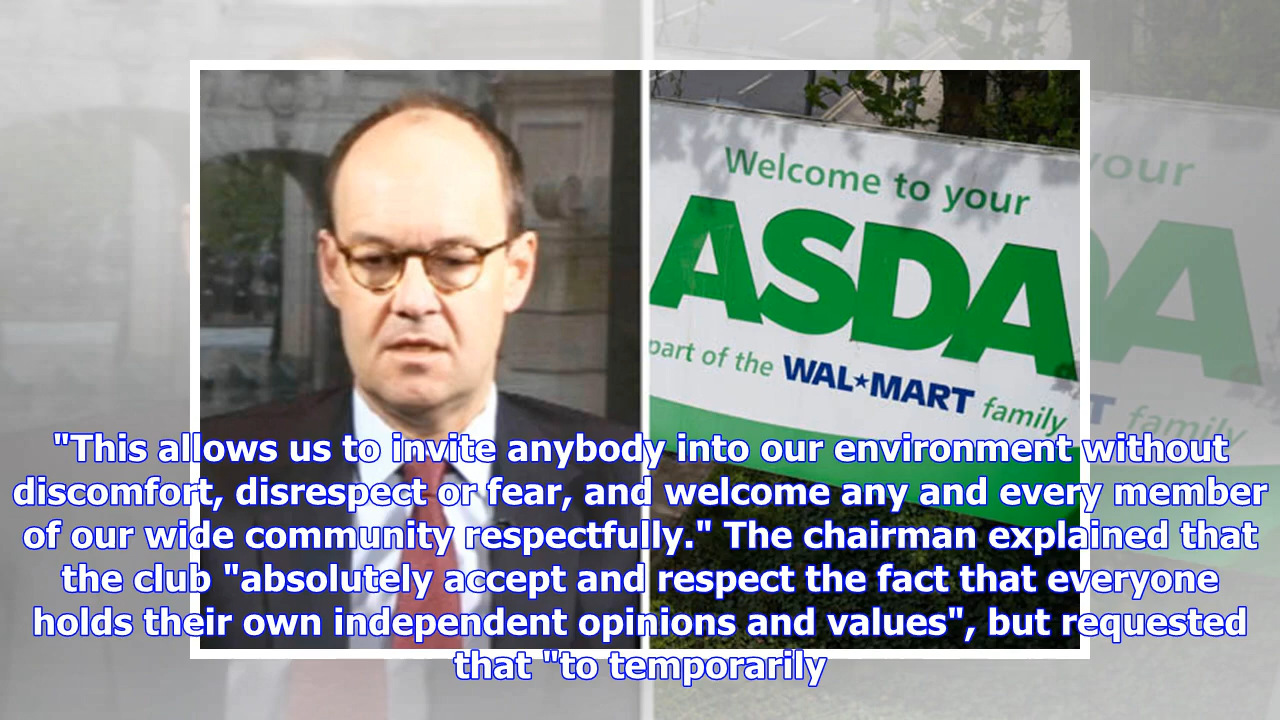 Welcome to your
ASDA
part of the WAL★MART family
your
DA
T family
"This allows us to invite anybody into our environment without
discomfort, disrespect or fear, and welcome any and every member
of our wide community respectfully." The chairman explained that
the club "absolutely accept and respect the fact that everyone
holds their own independent opinions and values", but requested
that "to temporarily